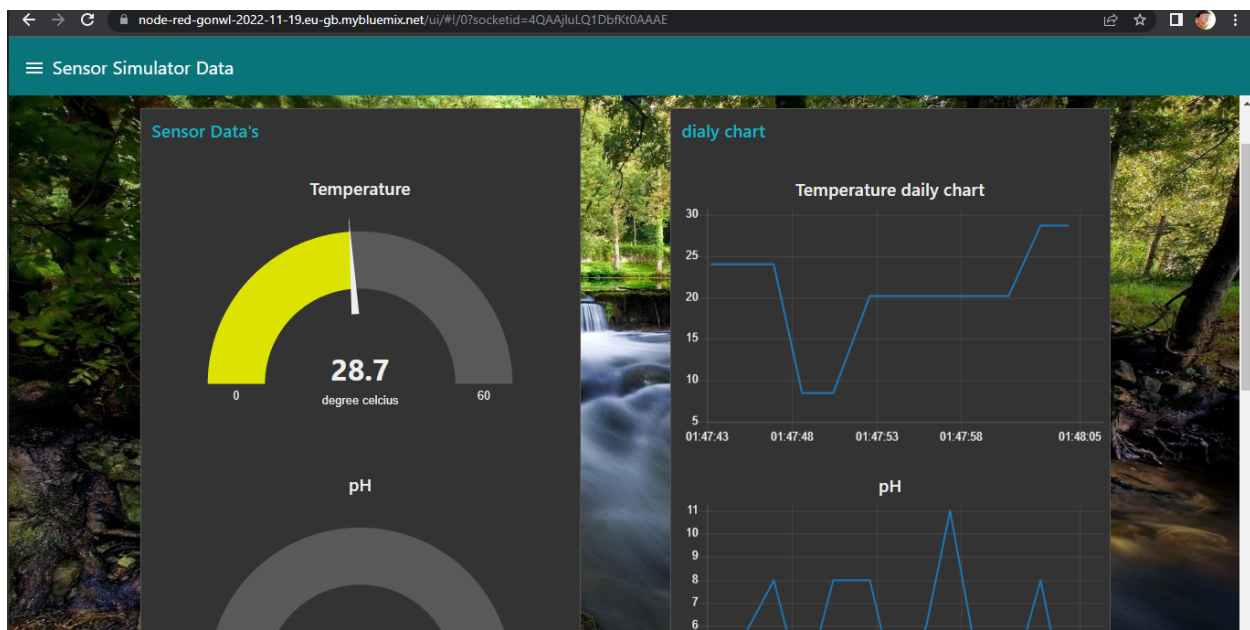 node-red-gonwl-2022-11-19.eu-gb.mybluemix.net/ui/#!/0?socketid=4QAAjluLQ1DbfKt0AAAE
Sensor Simulator Data
Sensor Data's
Temperature
28.7
degree celcius
0
60
pH
dialy chart
Temperature daily chart
30
25
20
15
10
5
01:47:43 01:47:48 01:47:53 01:47:58 01:48:05
pH
11
10
9
8
7
6